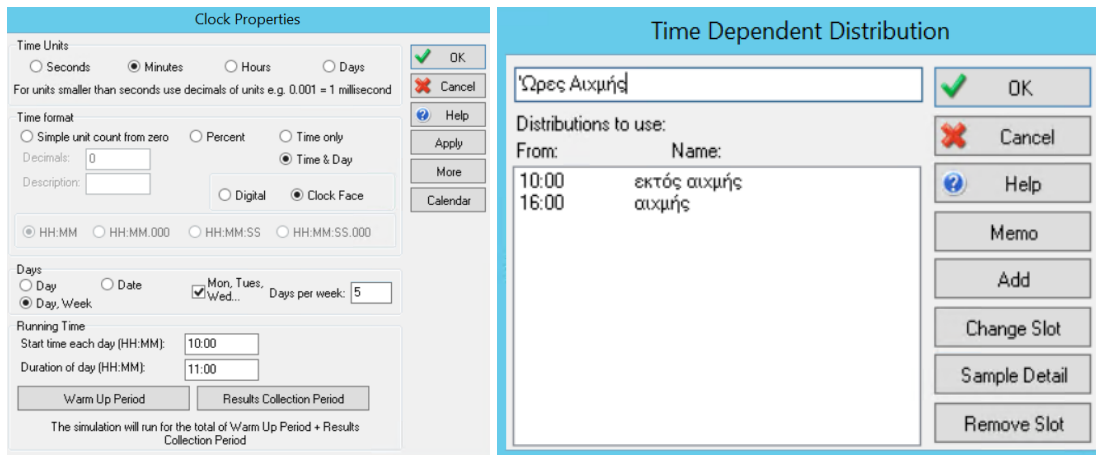 Clock Properties
Time Units
Seconds Minutes Hours Days
For units smaller than seconds use decimals of units e.g. 0.001 = 1 millisecond
Time format
Simple unit count from zero Percent Time only
Decimals: 0 Time & Day
Description:
Digital Clock Face
HH:MM HH:MM.000 HH:MM:SS HH:MM:SS.000
Days
Day Date Mon, Tues, Wed... Days per week: 5
Day, Week
Running Time
Start time each day (HH:MM): 10:00
Duration of day (HH:MM): 11:00
Warm Up Period Results Collection Period
The simulation will run for the total of Warm Up Period + Results
Collection Period
OK
Cancel
Help
Apply
More
Calendar
Time Dependent Distribution
'Ώρες Αιχμής
Distributions to use:
From: Name:
10:00 εκτός αιχμής
16:00 αιχμής
OK
Cancel
Help
Memo
Add
Change Slot
Sample Detail
Remove Slot